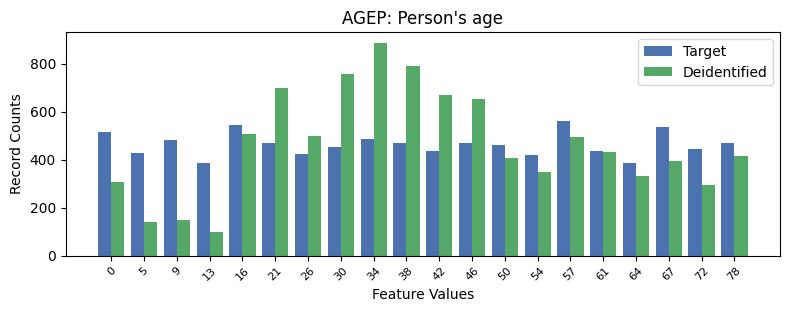 AGEP: Person's age
Target
Deidentified
Record Counts
800
600
400
200
0
0 5 9 13 16 21 26 30 34 38 42 46 50 54 57 61 64 67 72 78
Feature Values